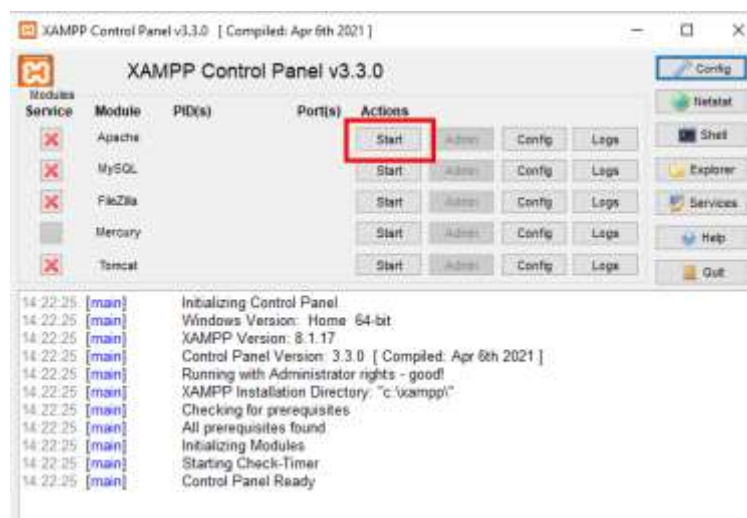 XAMPP Control Panel v3.3.0 [ Compiled: Apr 6th 2021 ]
XAMPP Control Panel v3.3.0
Config
Modules
Service Module PID(s) Port(s) Actions
Netstat
Apache Start Admin Config Logs
Shell
MySQL Start Admin Config Logs
Explorer
FileZilla Start Admin Config Logs
Services
Mercury Start Admin Config Logs
Help
Tomcat Start Admin Config Logs
Quit
14:22:25 [main] Initializing Control Panel
14:22:25 [main] Windows Version: Home 64-bit
14:22:25 [main] XAMPP Version: 8.1.17
14:22:25 [main] Control Panel Version: 3.3.0 [ Compiled: Apr 6th 2021 ]
14:22:25 [main] Running with Administrator rights - good!
14:22:25 [main] XAMPP Installation Directory: "c:\xampp\"
14:22:25 [main] Checking for prerequisites
14:22:25 [main] All prerequisites found
14:22:25 [main] Initializing Modules
14:22:25 [main] Starting Check-Timer
14:22:25 [main] Control Panel Ready